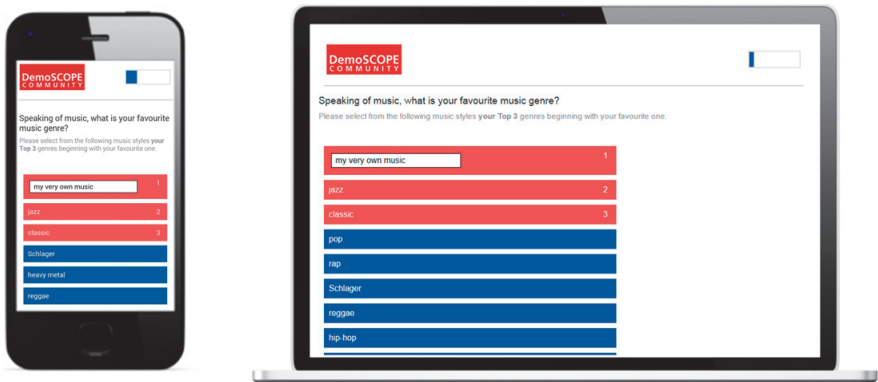 DemoSCOPE
COMMUNITY
Speaking of music, what is your favourite
music genre?
Please select from the following music styles your
Top 3 genres beginning with your favourite one.
my very own music 1
jazz 2
classic 3
Schlager
heavy metal
reggae
DemoSCOPE
COMMUNITY
Speaking of music, what is your favourite music genre?
Please select from the following music styles your Top 3 genres beginning with your favourite one.
my very own music 1
jazz 2
classic 3
pop
rap
Schlager
reggae
hip-hop